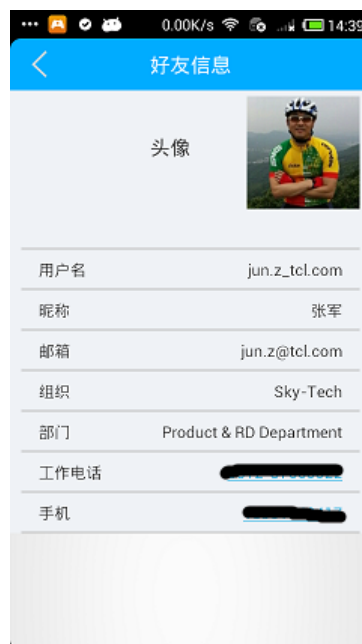 0.00K/s 14:39
好友信息
头像
用户名 jun.z_tcl.com
昵称 张军
邮箱 jun.z@tcl.com
组织 Sky-Tech
部门 Product & RD Department
工作电话
手机